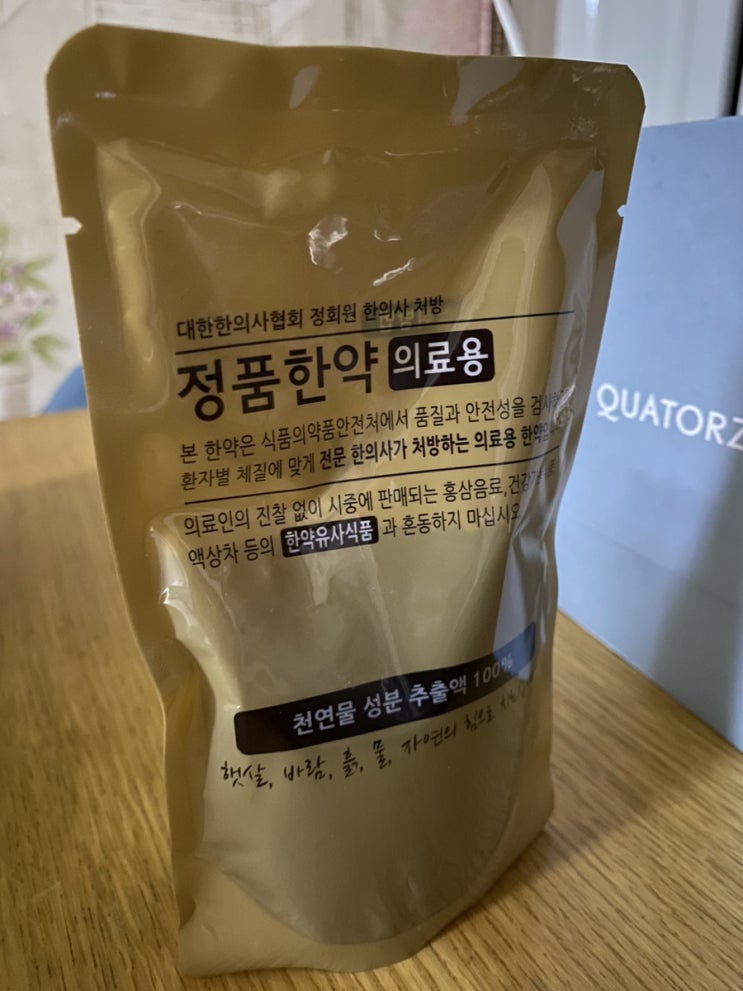 대한한의사협회 정회원 한의사 처방
정품한약 의료용
본 한약은 식품의약품안전처에서 품질과 안전성을
환자별 체질에 맞게 전문 한의사가 처방하는 의료용
의료인의 진찰 없이 시중에 판매되는 홍삼음료,
액상차 등의 한약유사식품 과 혼동하지 마십시오
천연물 성분 추출액 100%
햇살, 바람, 흙, 물, 자연의 힘으로
QUATORZ